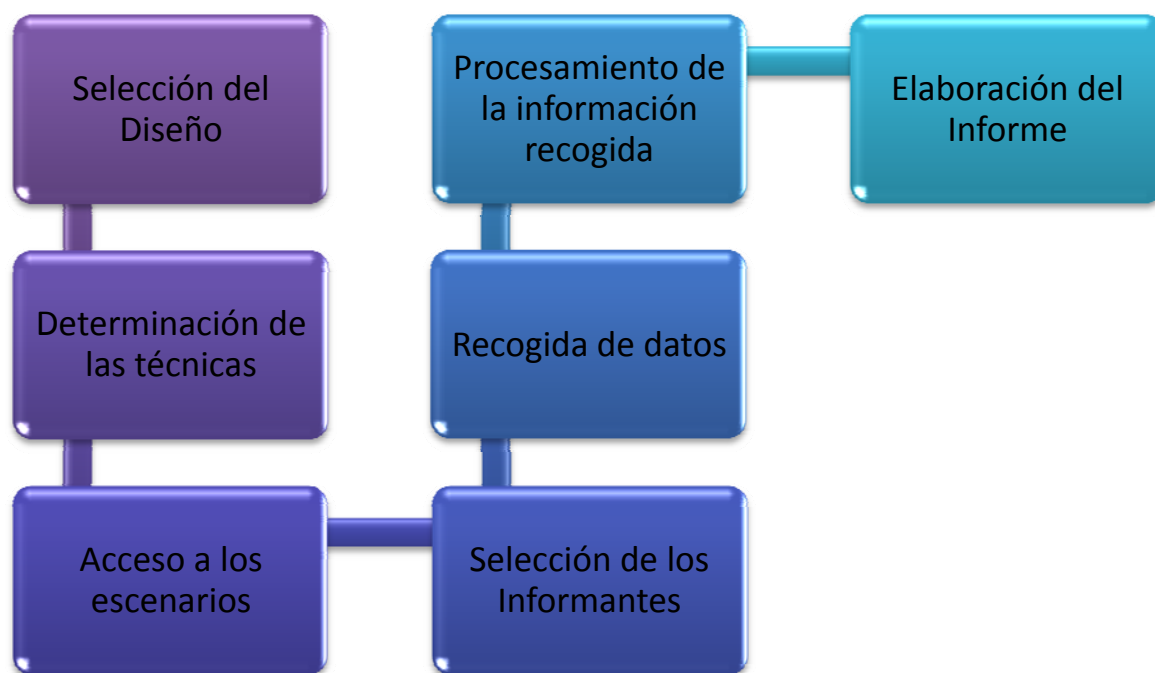 Selección del
Diseño
Determinación de
las técnicas
Acceso a los
escenarios
Selección de los
Informantes
Recogida de datos
Procesamiento de
la información
recogida
Elaboración del
Informe